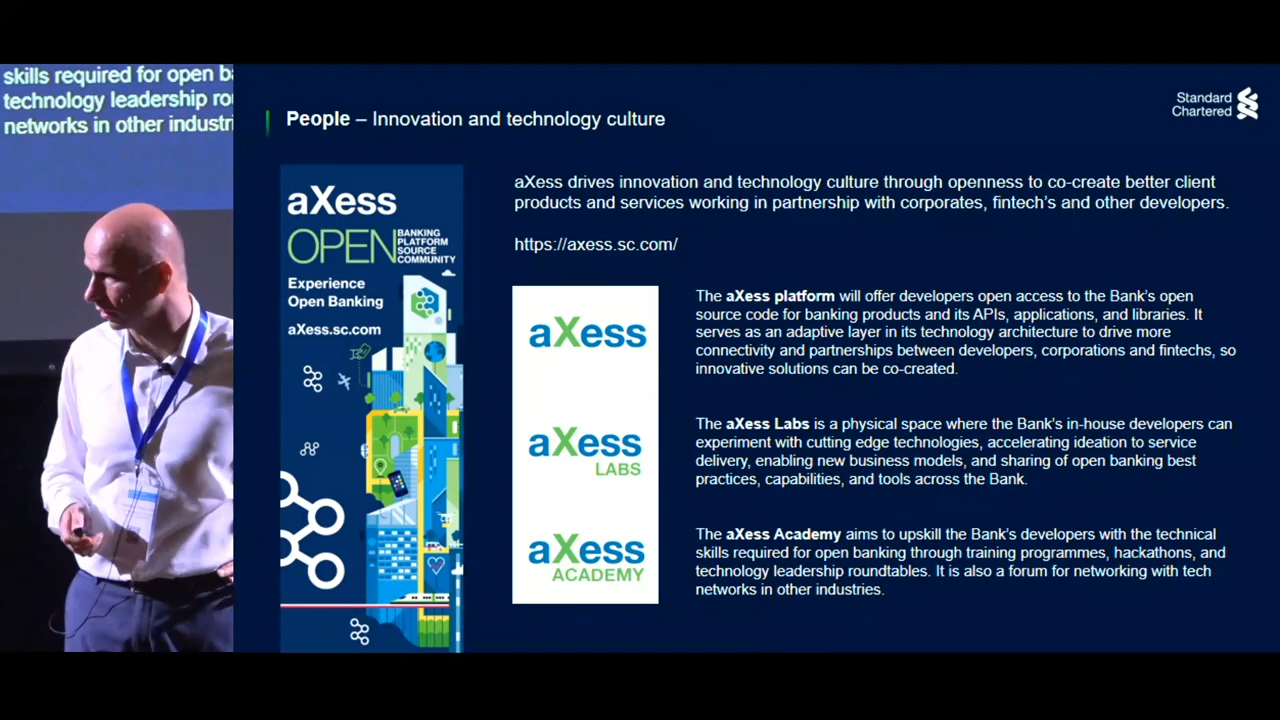 skills required for open
technology leadership
networks in other
People – Innovation and technology culture
Standard
Chartered
aXess
OPEN BANKING
PLATFORM
SOURCE
COMMUNITY
Experience
Open Banking
aXess.sc.com
aXess drives innovation and technology culture through openness to co-create better client
products and services working in partnership with corporates, fintech's and other developers.
https://axess.sc.com/
aXess
The aXess platform will offer developers open access to the Bank's open
source code for banking products and its APIs, applications, and libraries. It
serves as an adaptive layer in its technology architecture to drive more
connectivity and partnerships between developers, corporations and fintechs, so
innovative solutions can be co-created.
aXess
LABS
The aXess Labs is a physical space where the Bank's in-house developers can
experiment with cutting edge technologies, accelerating ideation to service
delivery, enabling new business models, and sharing of open banking best
practices, capabilities, and tools across the Bank.
aXess
ACADEMY
The aXess Academy aims to upskill the Bank's developers with the technical
skills required for open banking through training programmes, hackathons, and
technology leadership roundtables. It is also a forum for networking with tech
networks in other industries.